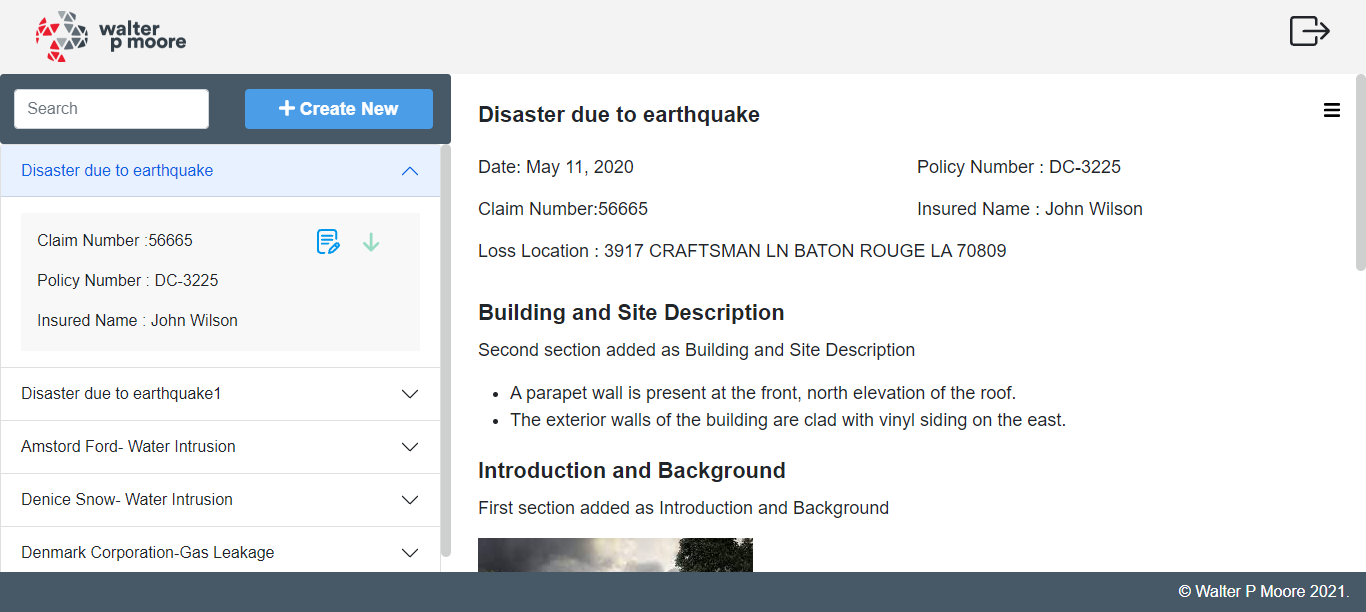 walter
p moore
Search
Create New
Disaster due to earthquake
Claim Number :56665
Policy Number : DC-3225
Insured Name : John Wilson
Disaster due to earthquake1
Amstord Ford- Water Intrusion
Denice Snow- Water Intrusion
Denmark Corporation-Gas Leakage
Disaster due to earthquake
Date: May 11, 2020
Policy Number : DC-3225
Claim Number:56665
Insured Name : John Wilson
Loss Location : 3917 CRAFTSMAN LN BATON ROUGE LA 70809
Building and Site Description
Second section added as Building and Site Description
• A parapet wall is present at the front, north elevation of the roof.
• The exterior walls of the building are clad with vinyl siding on the east.
Introduction and Background
First section added as Introduction and Background
© Walter P Moore 2021.